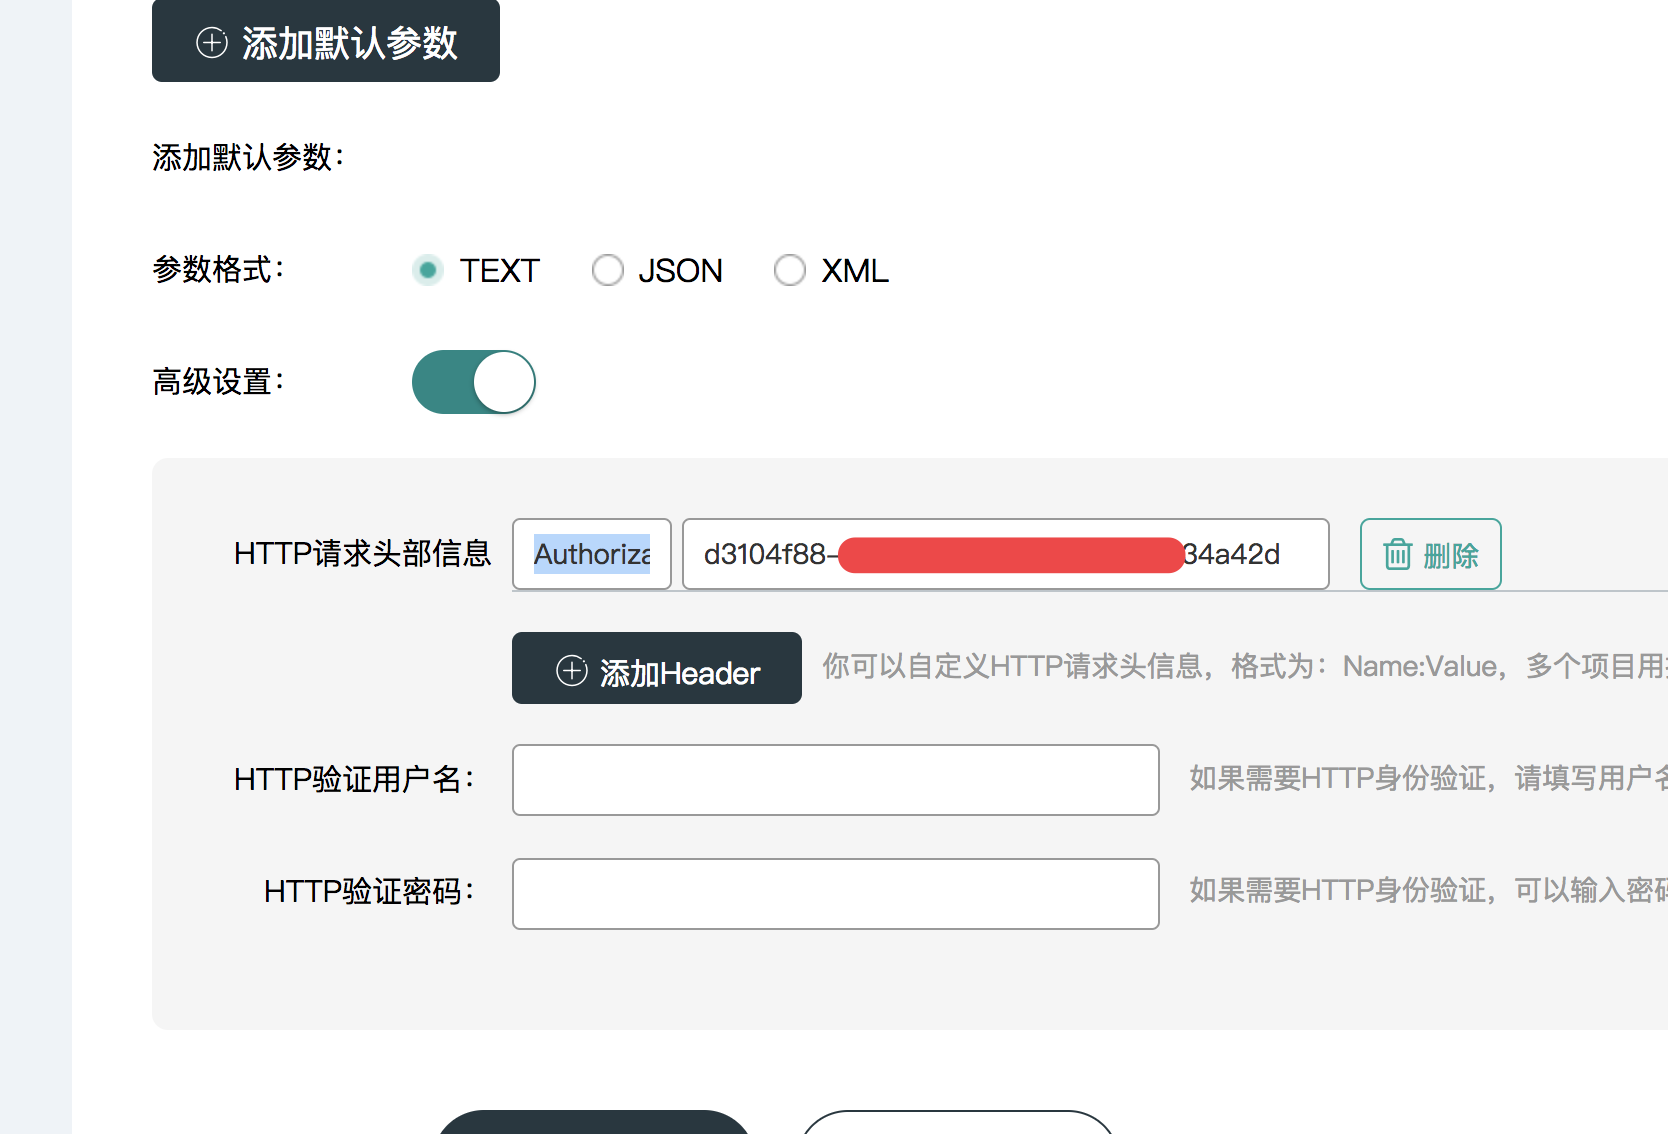 添加默认参数
添加默认参数：
参数格式： TEXT JSON XML
高级设置：
HTTP请求头部信息 Authoriza d3104f88- 34a42d 删除
添加Header 你可以自定义HTTP请求头信息，格式为：Name:Value，多个项目用
HTTP验证用户名： 如果需要HTTP身份验证，请填写用户名
HTTP验证密码： 如果需要HTTP身份验证，可以输入密码